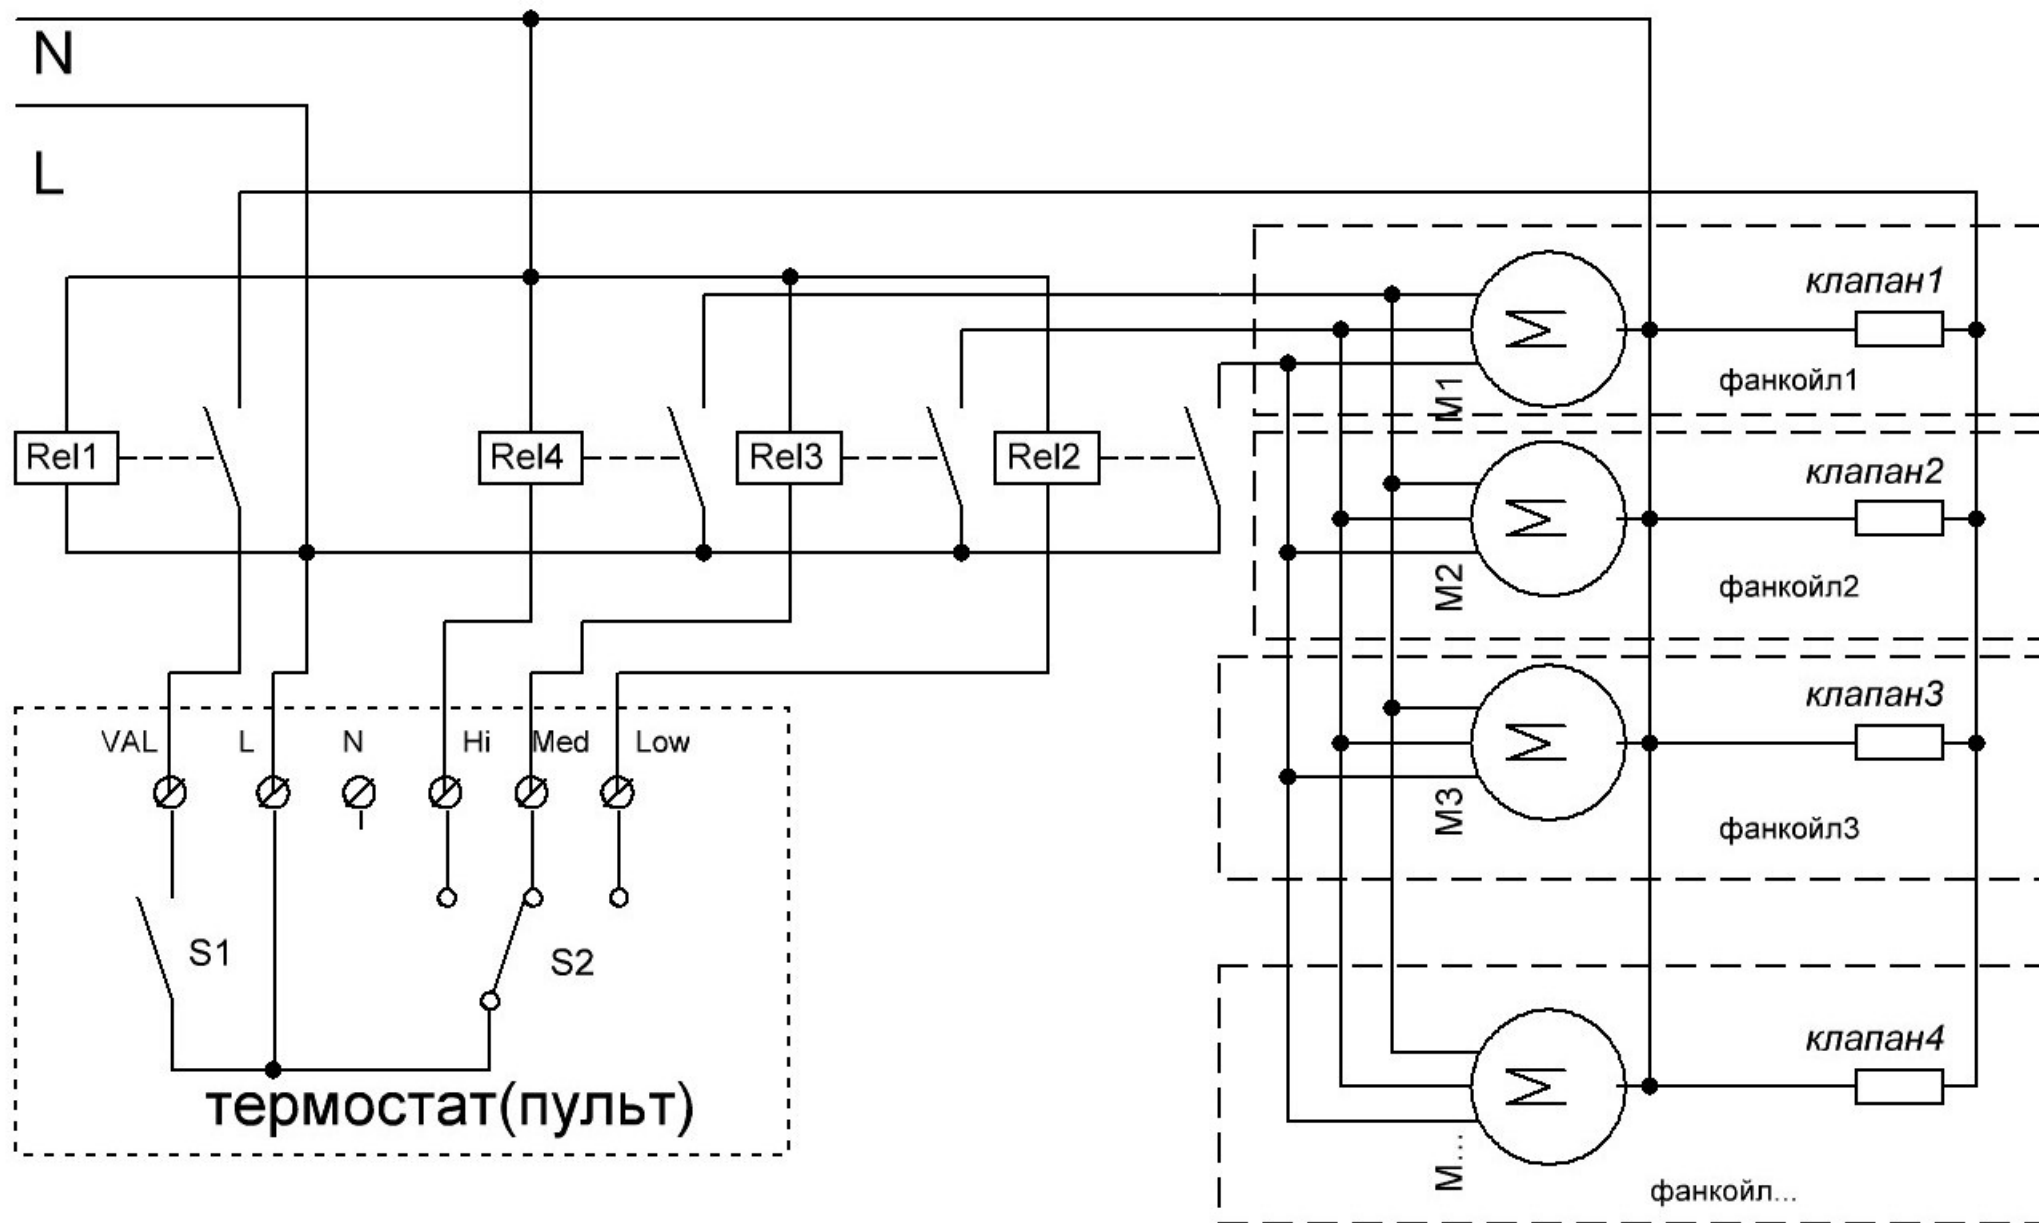 N
L
клапан1
фанкойл1
M
M1
Rel1
Rel4
Rel3
Rel2
клапан2
фанкойл2
M
M2
клапан3
фанкойл3
M
M3
VAL
L
N
Hi
Med
Low
S1
S2
термостат(пульт)
клапан4
M
M...
фанкойл...